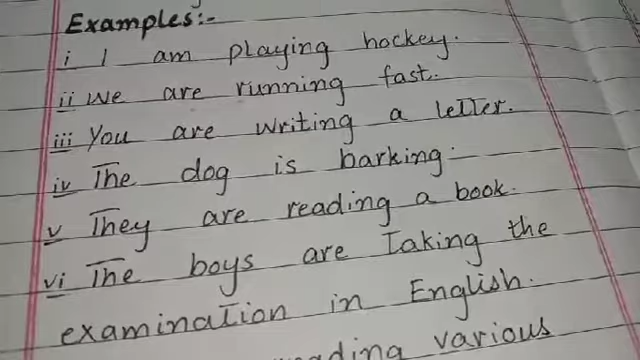 Examples:-
i I am playing hockey.
ii We are running fast.
iii You are writing a letter.
iv The dog is barking.
v They are reading a book.
vi The boys are Taking the
examination in English.
various